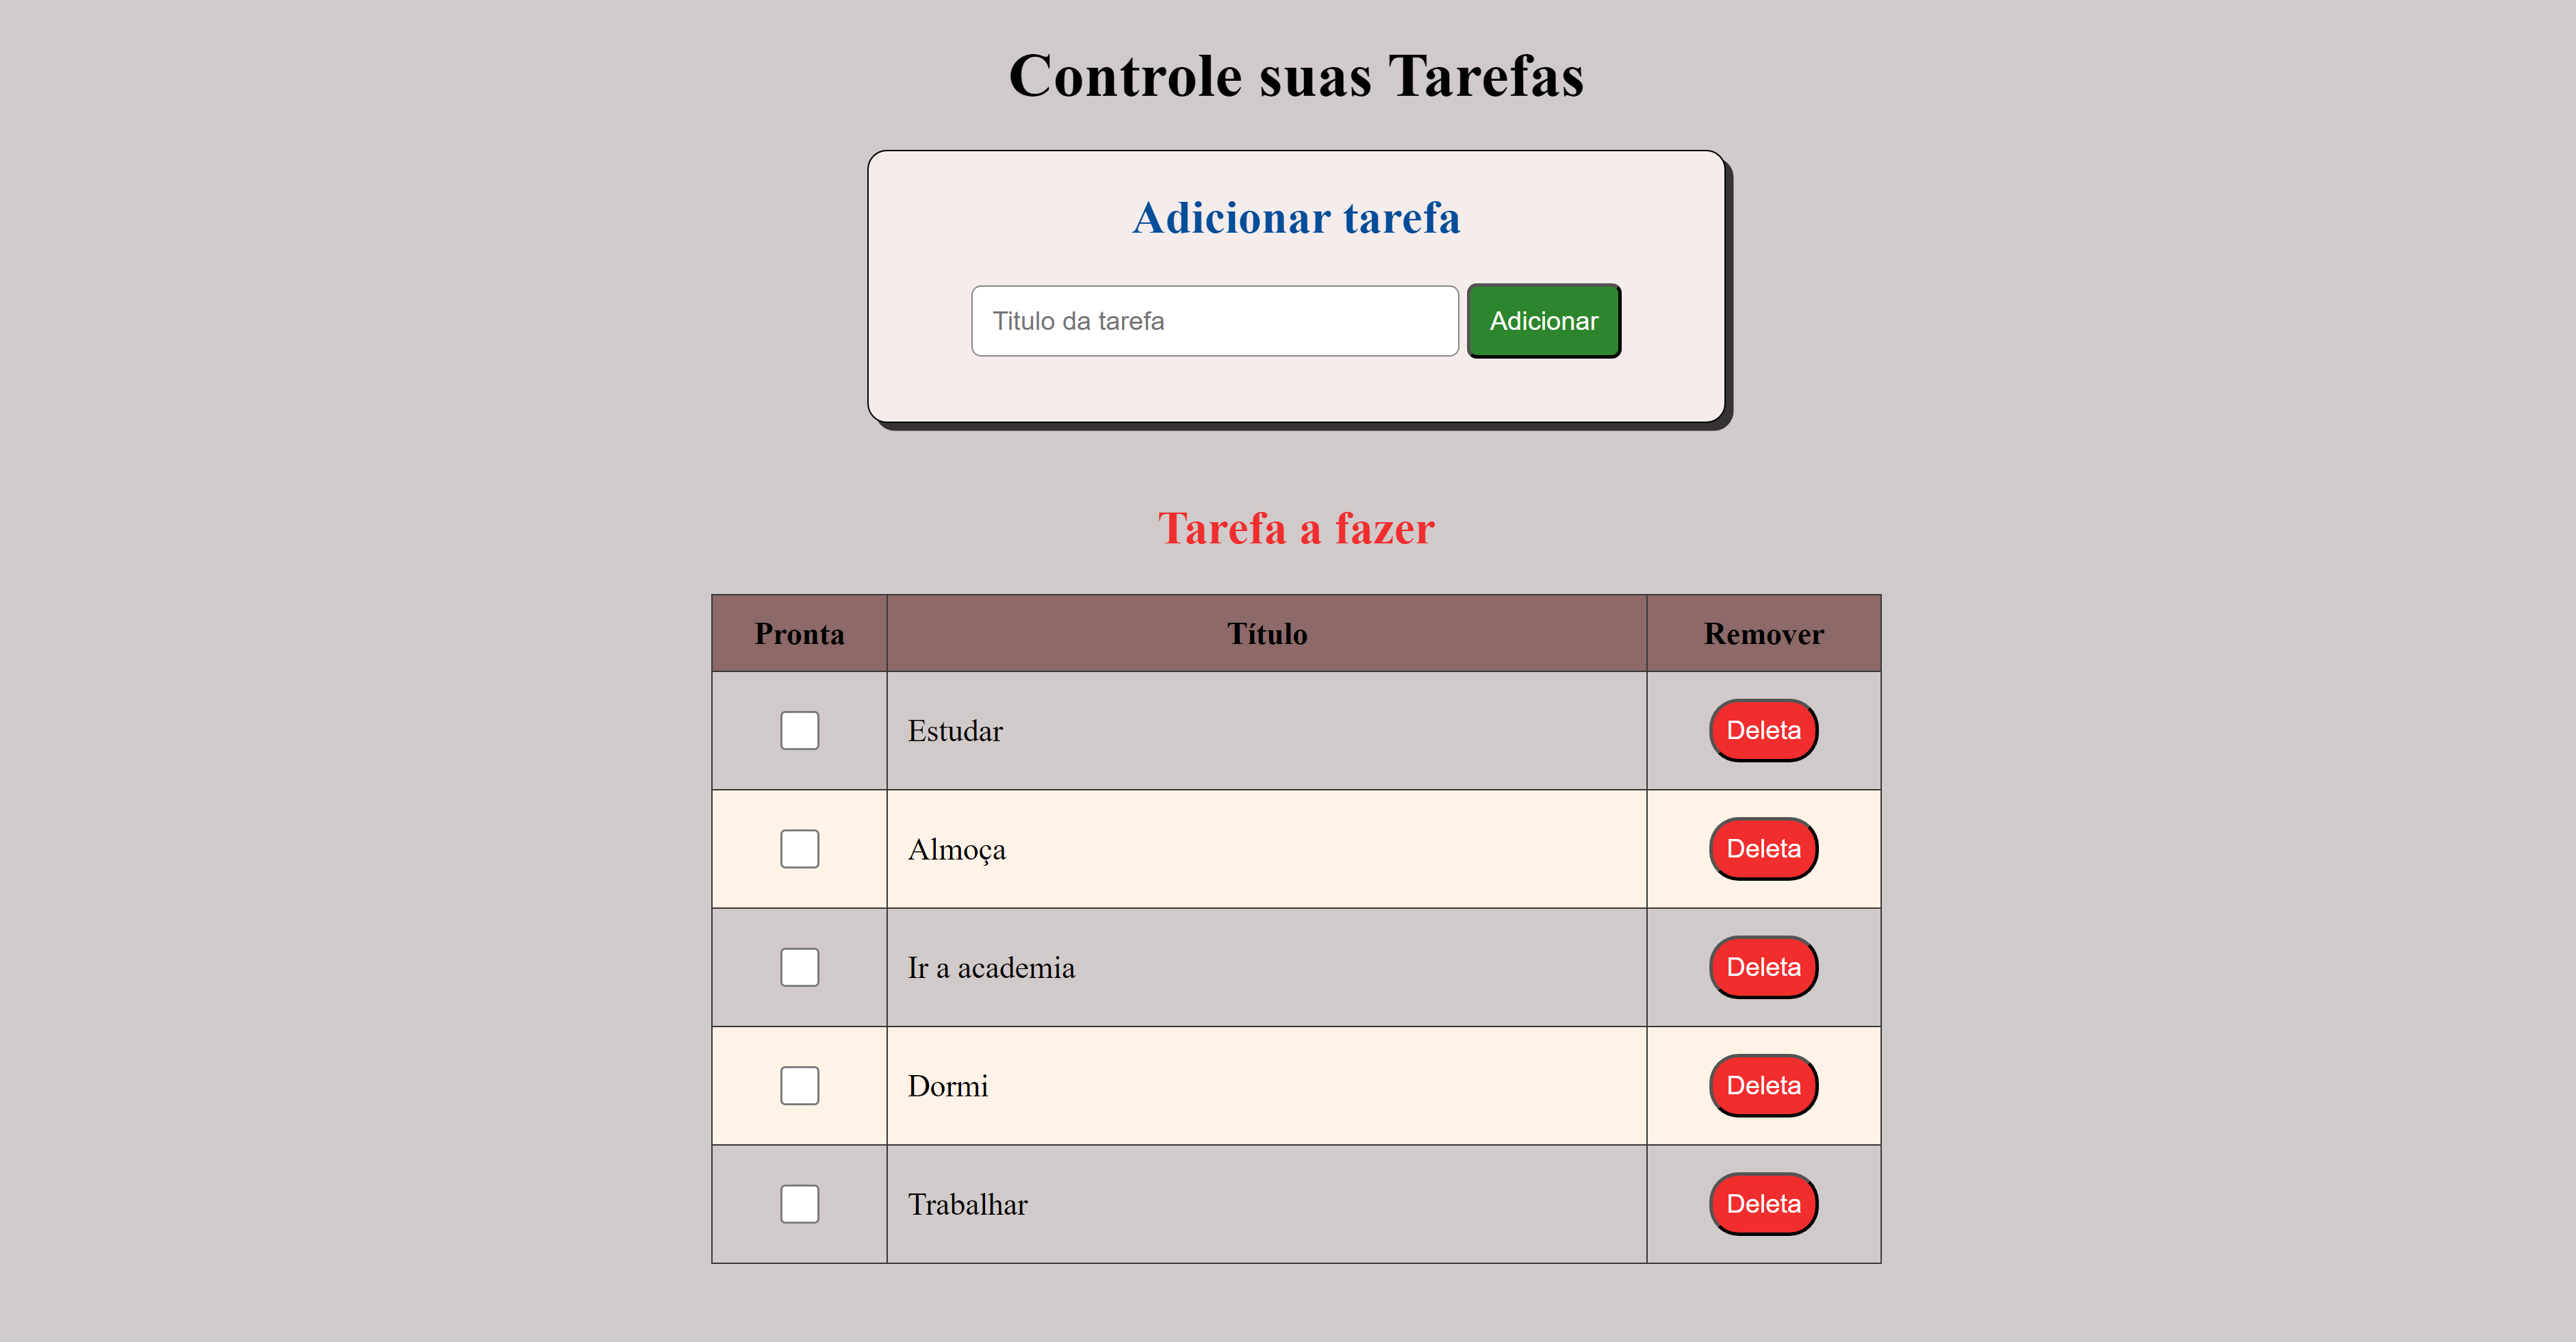 Controle suas Tarefas
Adicionar tarefa
Titulo da tarefa Adicionar
Tarefa a fazer
Pronta Título Remover
Estudar Deleta
Almoça Deleta
Ir a academia Deleta
Dormi Deleta
Trabalhar Deleta